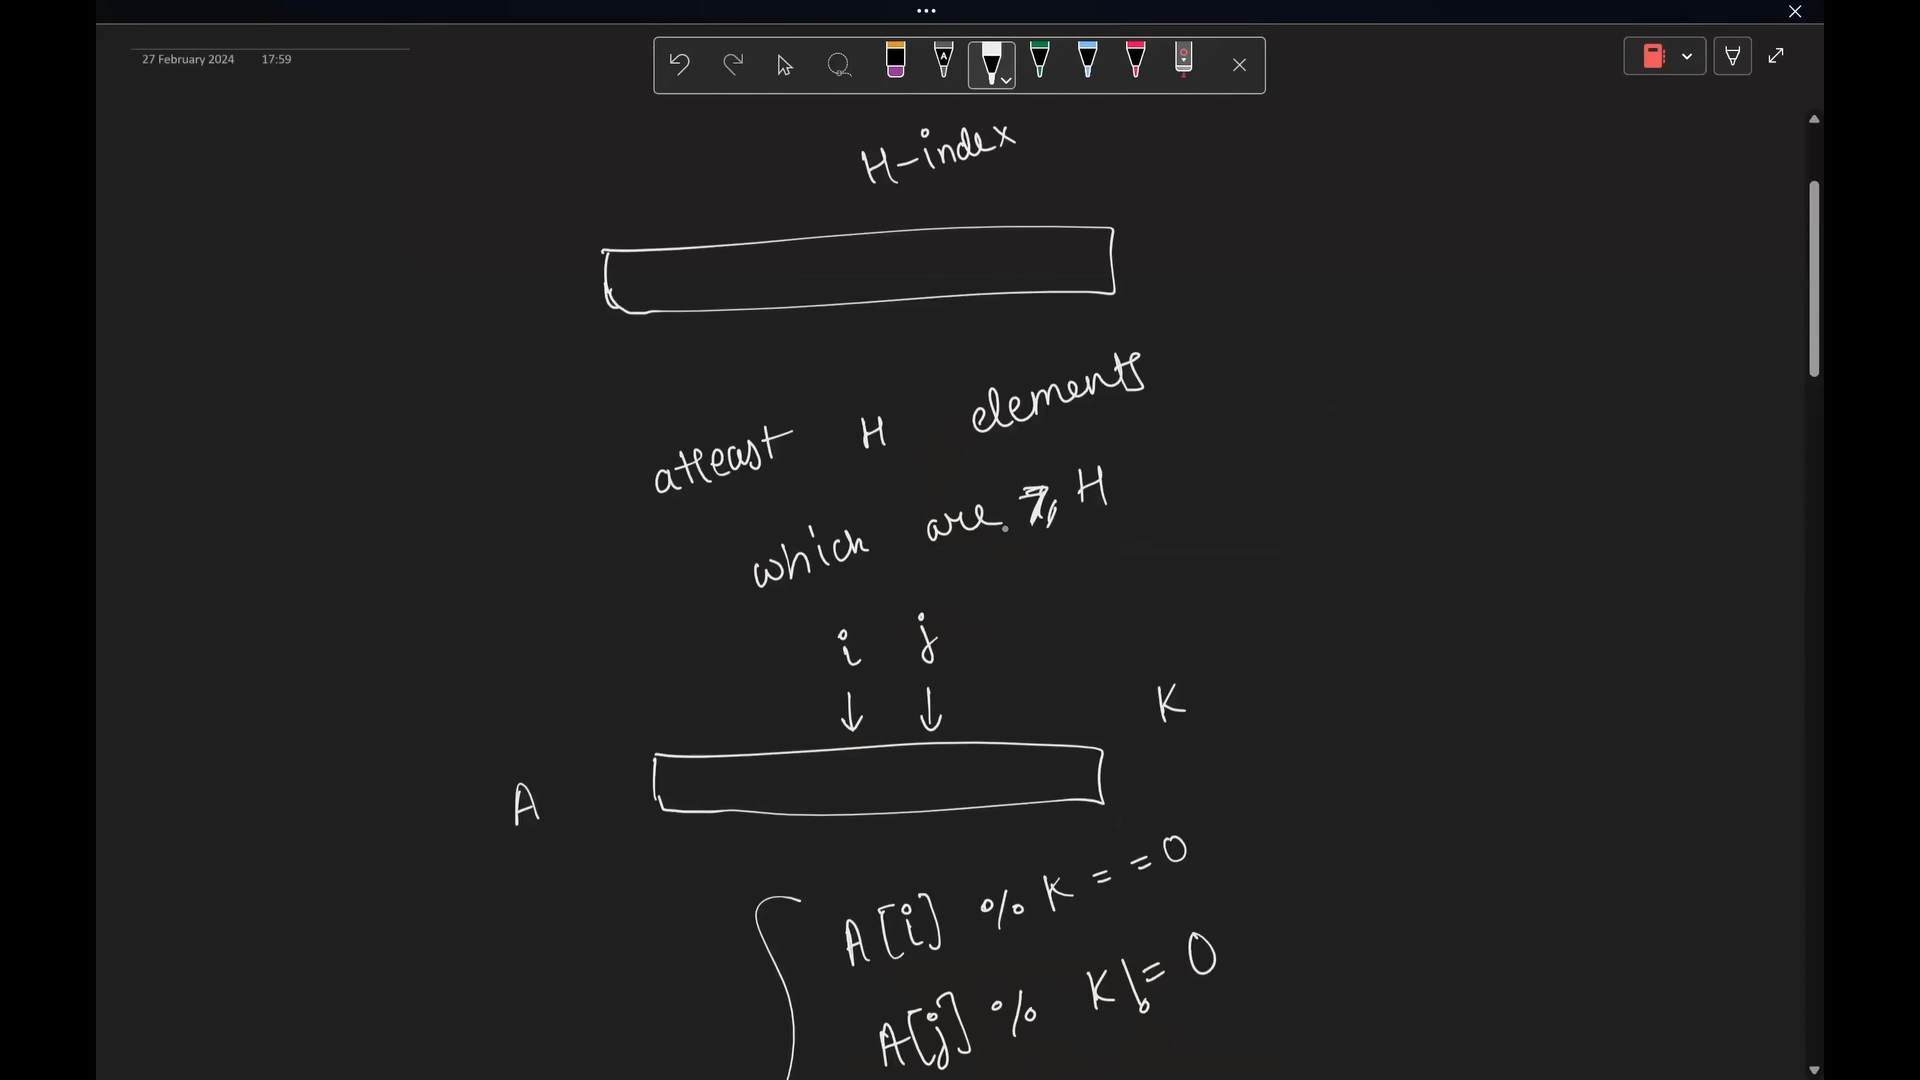 27 February 2024 17:59
H-index
atleast H elements
which are ≥ H
i j
K
A
A[i] % K == 0
A[j] % K != 0